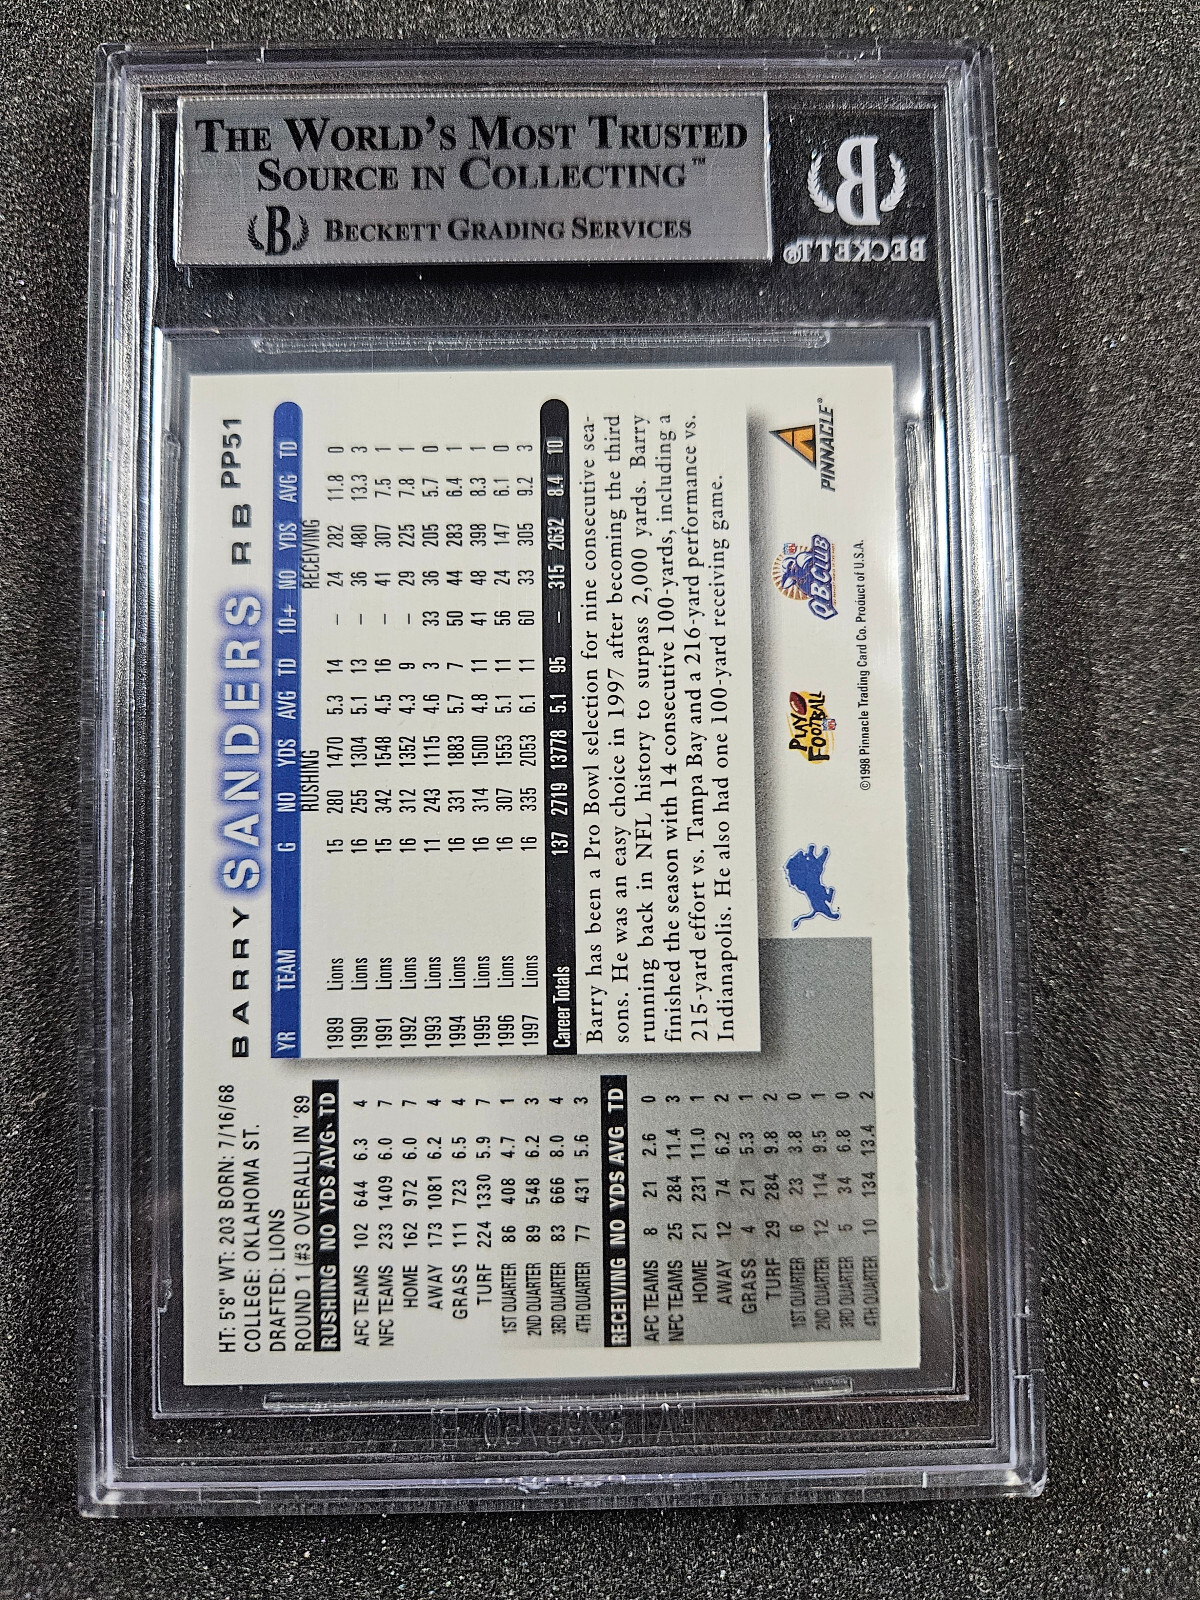 THE WORLD'S MOST TRUSTED
SOURCE IN COLLECTING™
B BECKETT GRADING SERVICES
B
BECKETT®
HT: 5'8" WT: 203 BORN: 7/16/68
COLLEGE: OKLAHOMA ST.
DRAFTED: LIONS
ROUND 1 (#3 OVERALL) IN '89
RUSHING NO YDS AVG. TD
AFC TEAMS 102 644 6.3 4
NFC TEAMS 233 1409 6.0 7
HOME 162 972 6.0 7
AWAY 173 1081 6.2 4
GRASS 111 723 6.5 4
TURF 224 1330 5.9 7
1ST QUARTER 86 408 4.7 1
2ND QUARTER 89 548 6.2 3
3RD QUARTER 83 666 8.0 4
4TH QUARTER 77 431 5.6 3
RECEIVING NO YDS AVG TD
AFC TEAMS 8 21 2.6 0
NFC TEAMS 25 284 11.4 3
HOME 21 231 11.0 1
AWAY 12 74 6.2 2
GRASS 4 21 5.3 1
TURF 29 284 9.8 2
1ST QUARTER 6 23 3.8 0
2ND QUARTER 12 114 9.5 1
3RD QUARTER 5 34 6.8 0
4TH QUARTER 10 134 13.4 2
BARRY SANDERS RB PP51
YR TEAM G NO YDS AVG TD 10+ NO YDS AVG TD
RUSHING RECEIVING
1989 Lions 15 280 1470 5.3 14 – 24 282 11.8 0
1990 Lions 16 255 1304 5.1 13 – 36 480 13.3 3
1991 Lions 15 342 1548 4.5 16 – 41 307 7.5 1
1992 Lions 16 312 1352 4.3 9 – 29 225 7.8 1
1993 Lions 11 243 1115 4.6 3 33 36 205 5.7 0
1994 Lions 16 331 1883 5.7 7 50 44 283 6.4 1
1995 Lions 16 314 1500 4.8 11 41 48 398 8.3 1
1996 Lions 16 307 1553 5.1 11 56 24 147 6.1 0
1997 Lions 16 335 2053 6.1 11 60 33 305 9.2 3
Career Totals 137 2719 13778 5.1 95 – 315 2632 8.4 10
Barry has been a Pro Bowl selection for nine consecutive sea-
sons. He was an easy choice in 1997 after becoming the third
running back in NFL history to surpass 2,000 yards. Barry
finished the season with 14 consecutive 100-yards, including a
215-yard effort vs. Tampa Bay and a 216-yard performance vs.
Indianapolis. He also had one 100-yard receiving game.
PLAY
FOOTBALL
QB CLUB
PINNACLE®
©1998 Pinnacle Trading Card Co. Product of U.S.A.